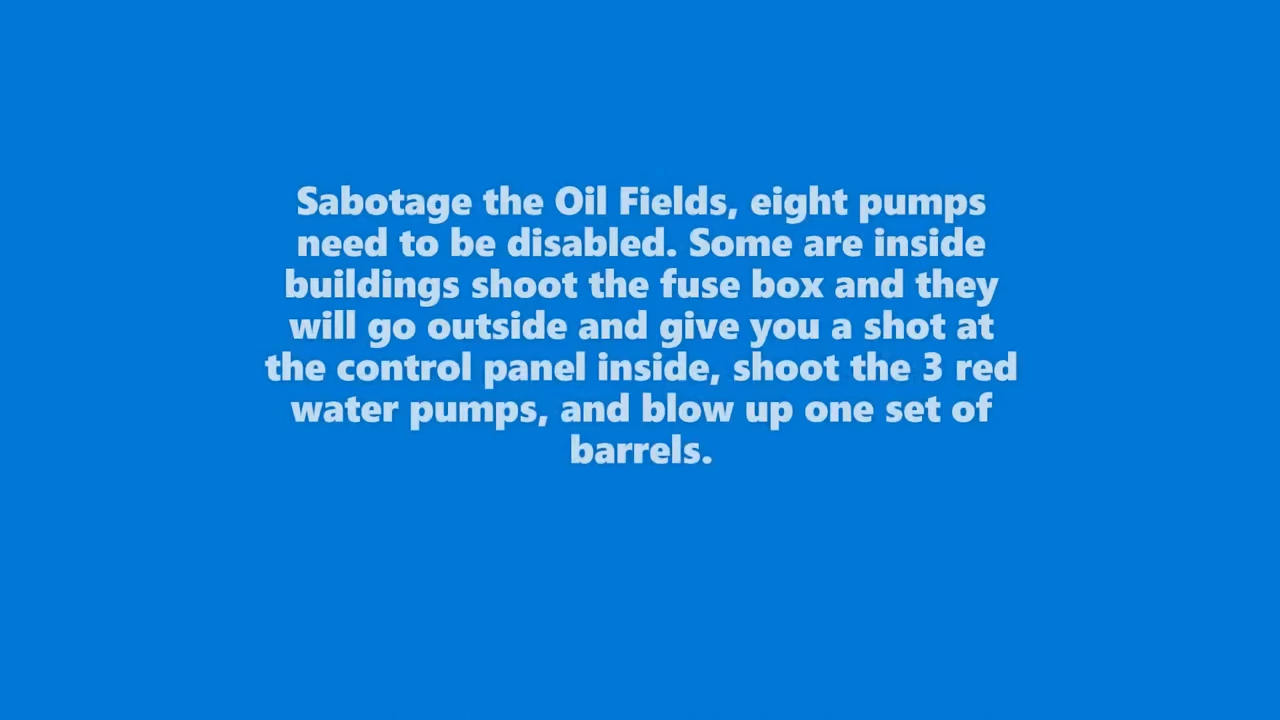 Sabotage the Oil Fields, eight pumps
need to be disabled. Some are inside
buildings shoot the fuse box and they
will go outside and give you a shot at
the control panel inside, shoot the 3 red
water pumps, and blow up one set of
barrels.